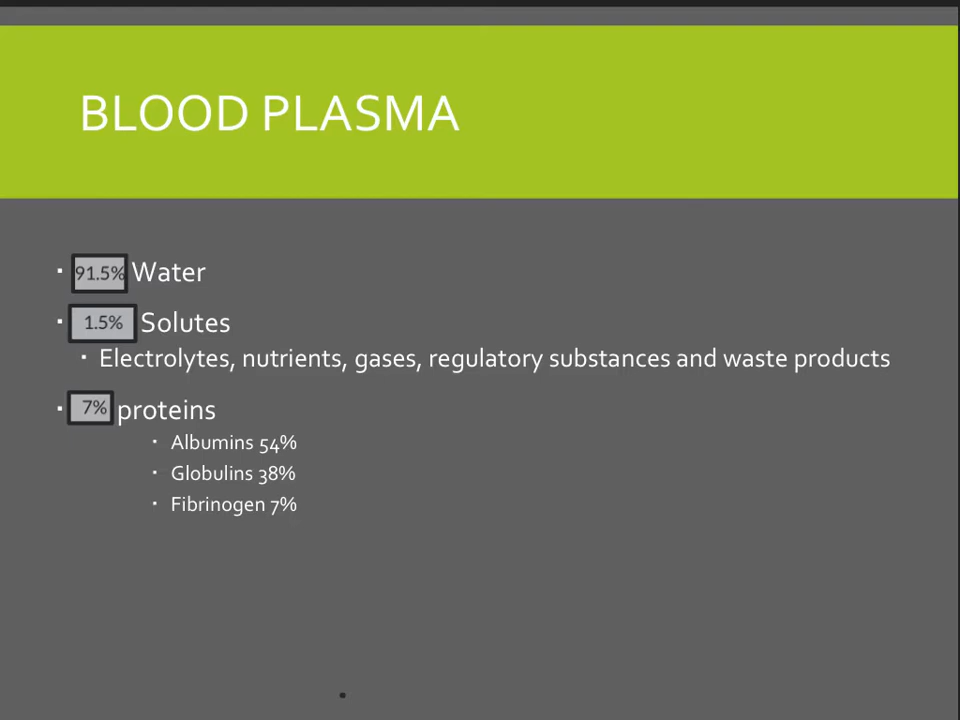 BLOOD PLASMA
91.5% Water
1.5% Solutes
Electrolytes, nutrients, gases, regulatory substances and waste products
7% proteins
Albumins 54%
Globulins 38%
Fibrinogen 7%